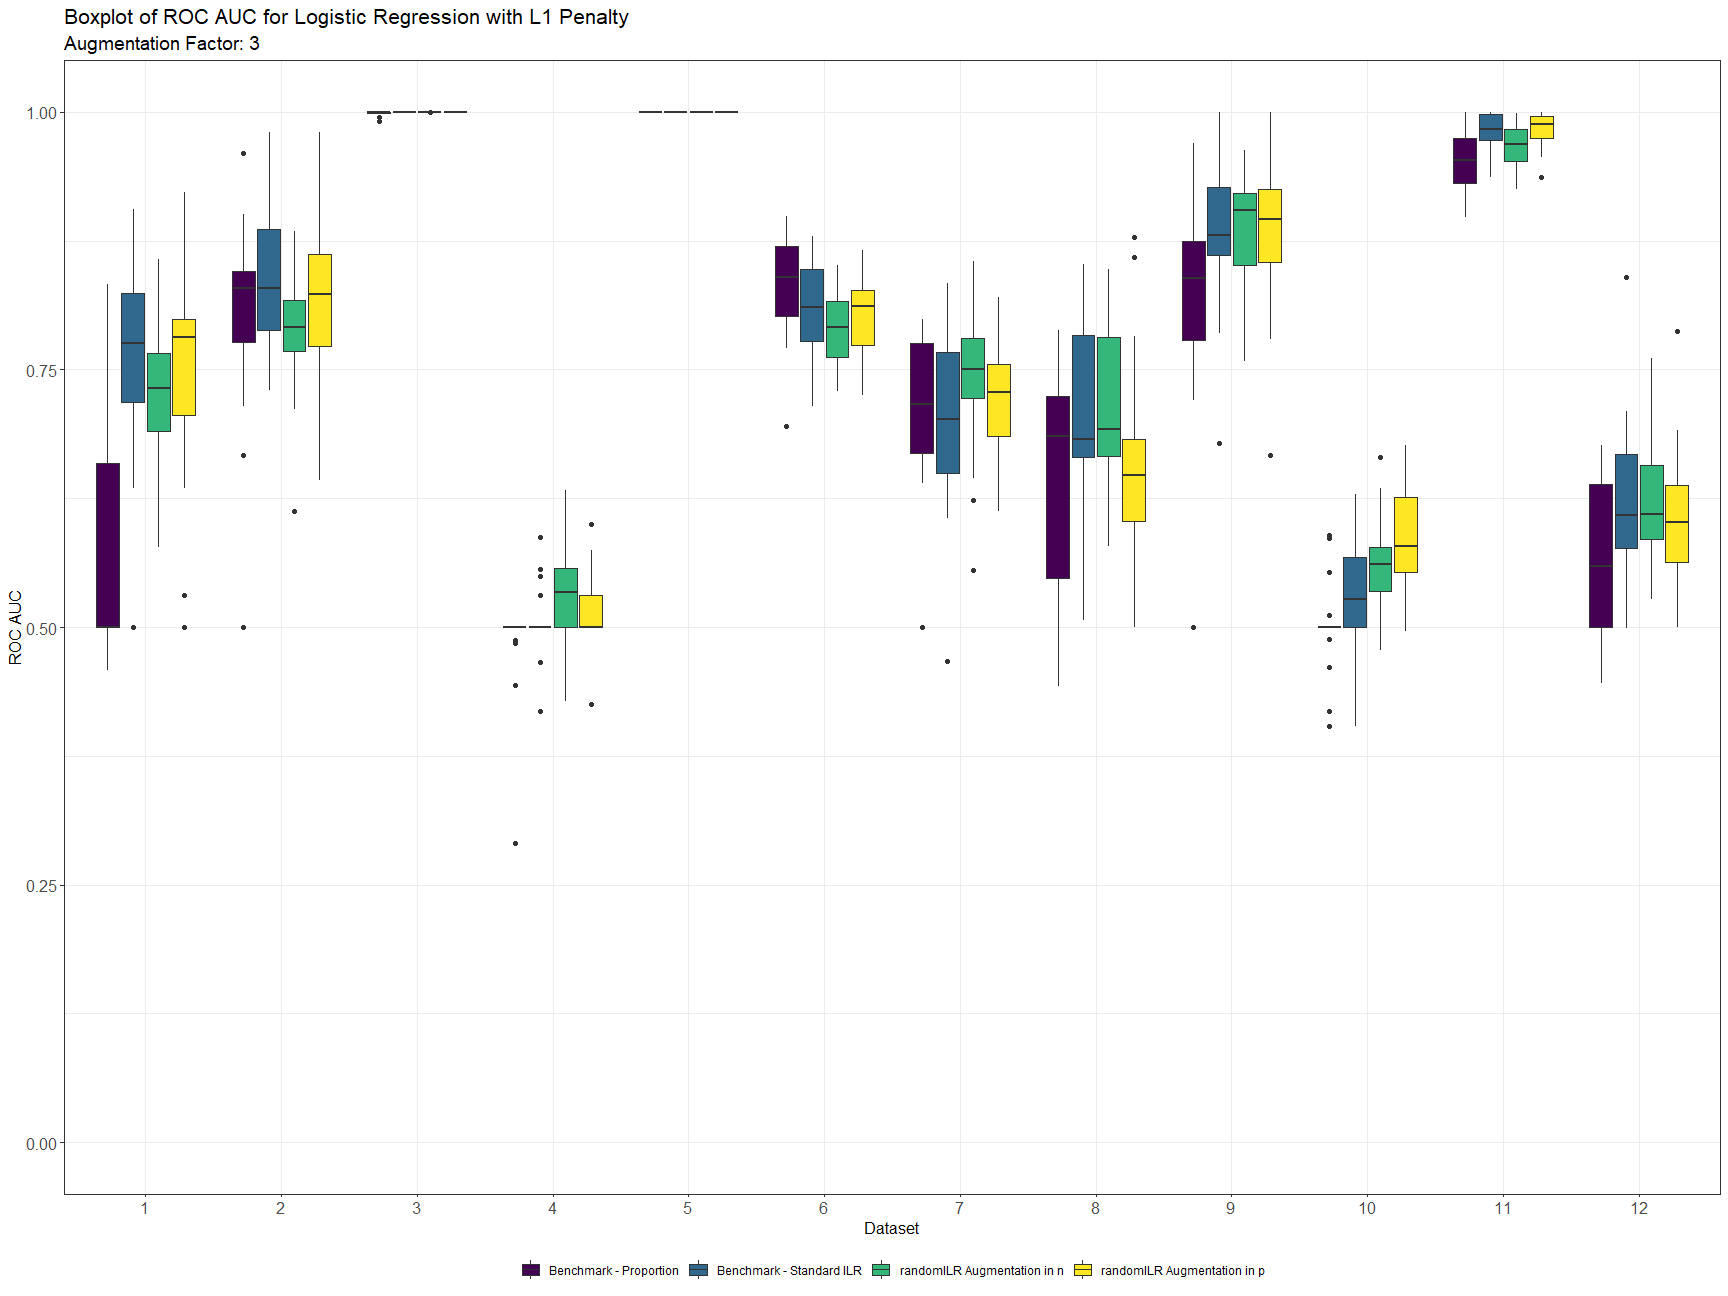 Boxplot of ROC AUC for Logistic Regression with L1 Penalty
Augmentation Factor: 3
1.00
0.75
0.50
0.25
0.00
ROC AUC
1 2 3 4 5 6 7 8 9 10 11 12
Dataset
Benchmark - Proportion Benchmark - Standard ILR randomILR Augmentation in n randomILR Augmentation in p